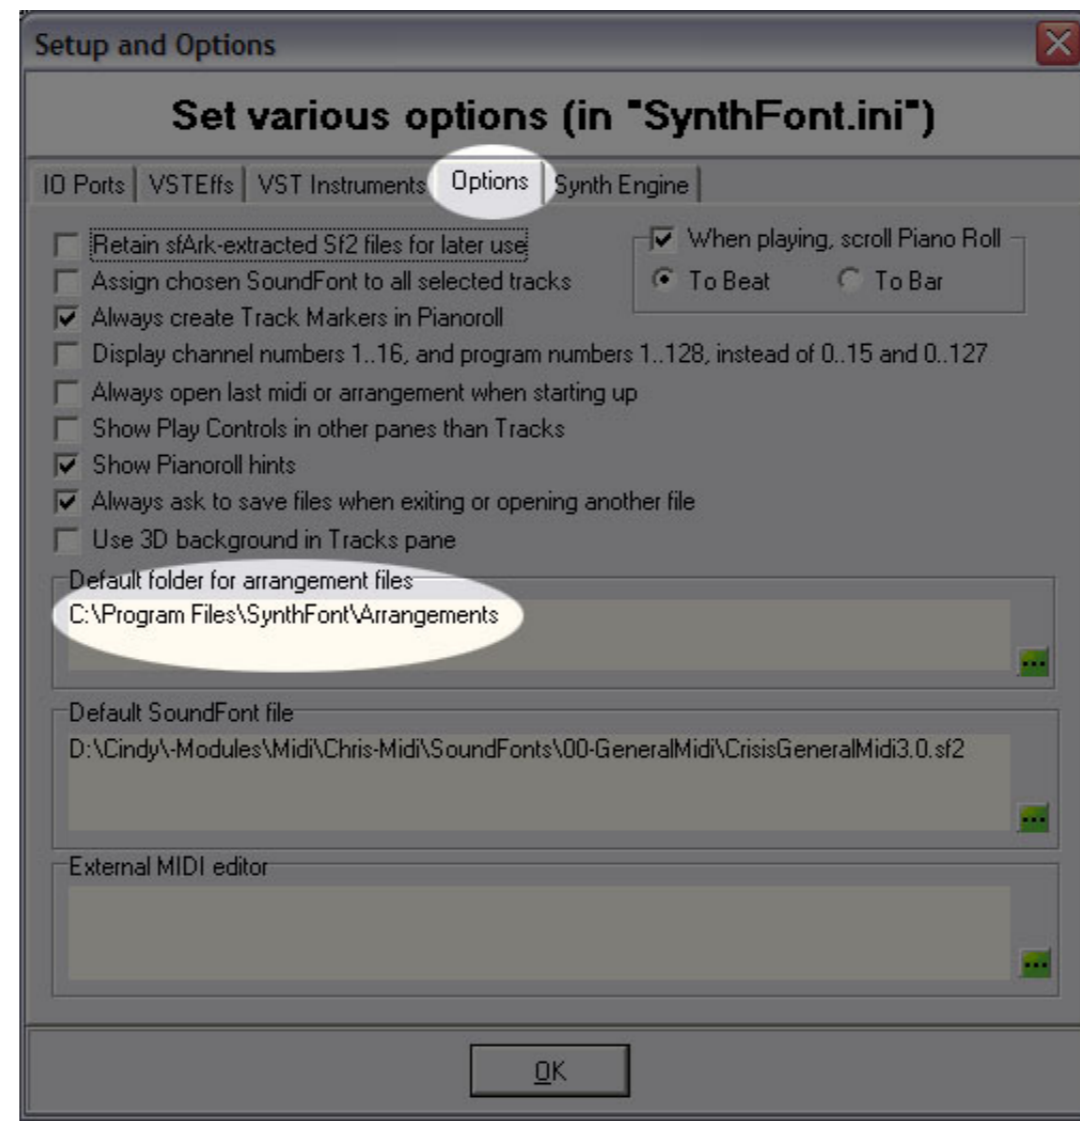 Setup and Options
Set various options (in "SynthFont.ini")
IO Ports VSTEffs VST Instruments Options Synth Engine
Retain sfArk-extracted Sf2 files for later use
When playing, scroll Piano Roll
Assign chosen SoundFont to all selected tracks
To Beat To Bar
Always create Track Markers in Pianoroll
Display channel numbers 1..16, and program numbers 1..128, instead of 0..15 and 0..127
Always open last midi or arrangement when starting up
Show Play Controls in other panes than Tracks
Show Pianoroll hints
Always ask to save files when exiting or opening another file
Use 3D background in Tracks pane
Default folder for arrangement files
C:\Program Files\SynthFont\Arrangements
...
Default SoundFont file
D:\Cindy\-Modules\Midi\Chris-Midi\SoundFonts\00-GeneralMidi\CrisisGeneralMidi3.0.sf2
...
External MIDI editor
...
OK